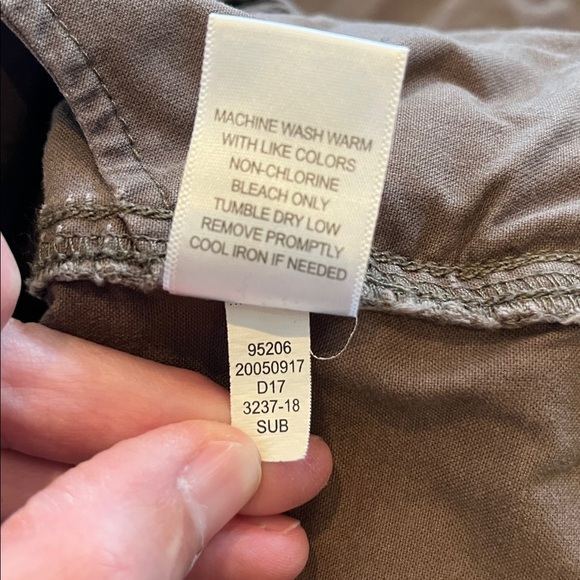 MACHINE WASH WARM
WITH LIKE COLORS
NON-CHLORINE
BLEACH ONLY
TUMBLE DRY LOW
REMOVE PROMPTLY
COOL IRON IF NEEDED
95206
20050917
D17
3237-18
SUB